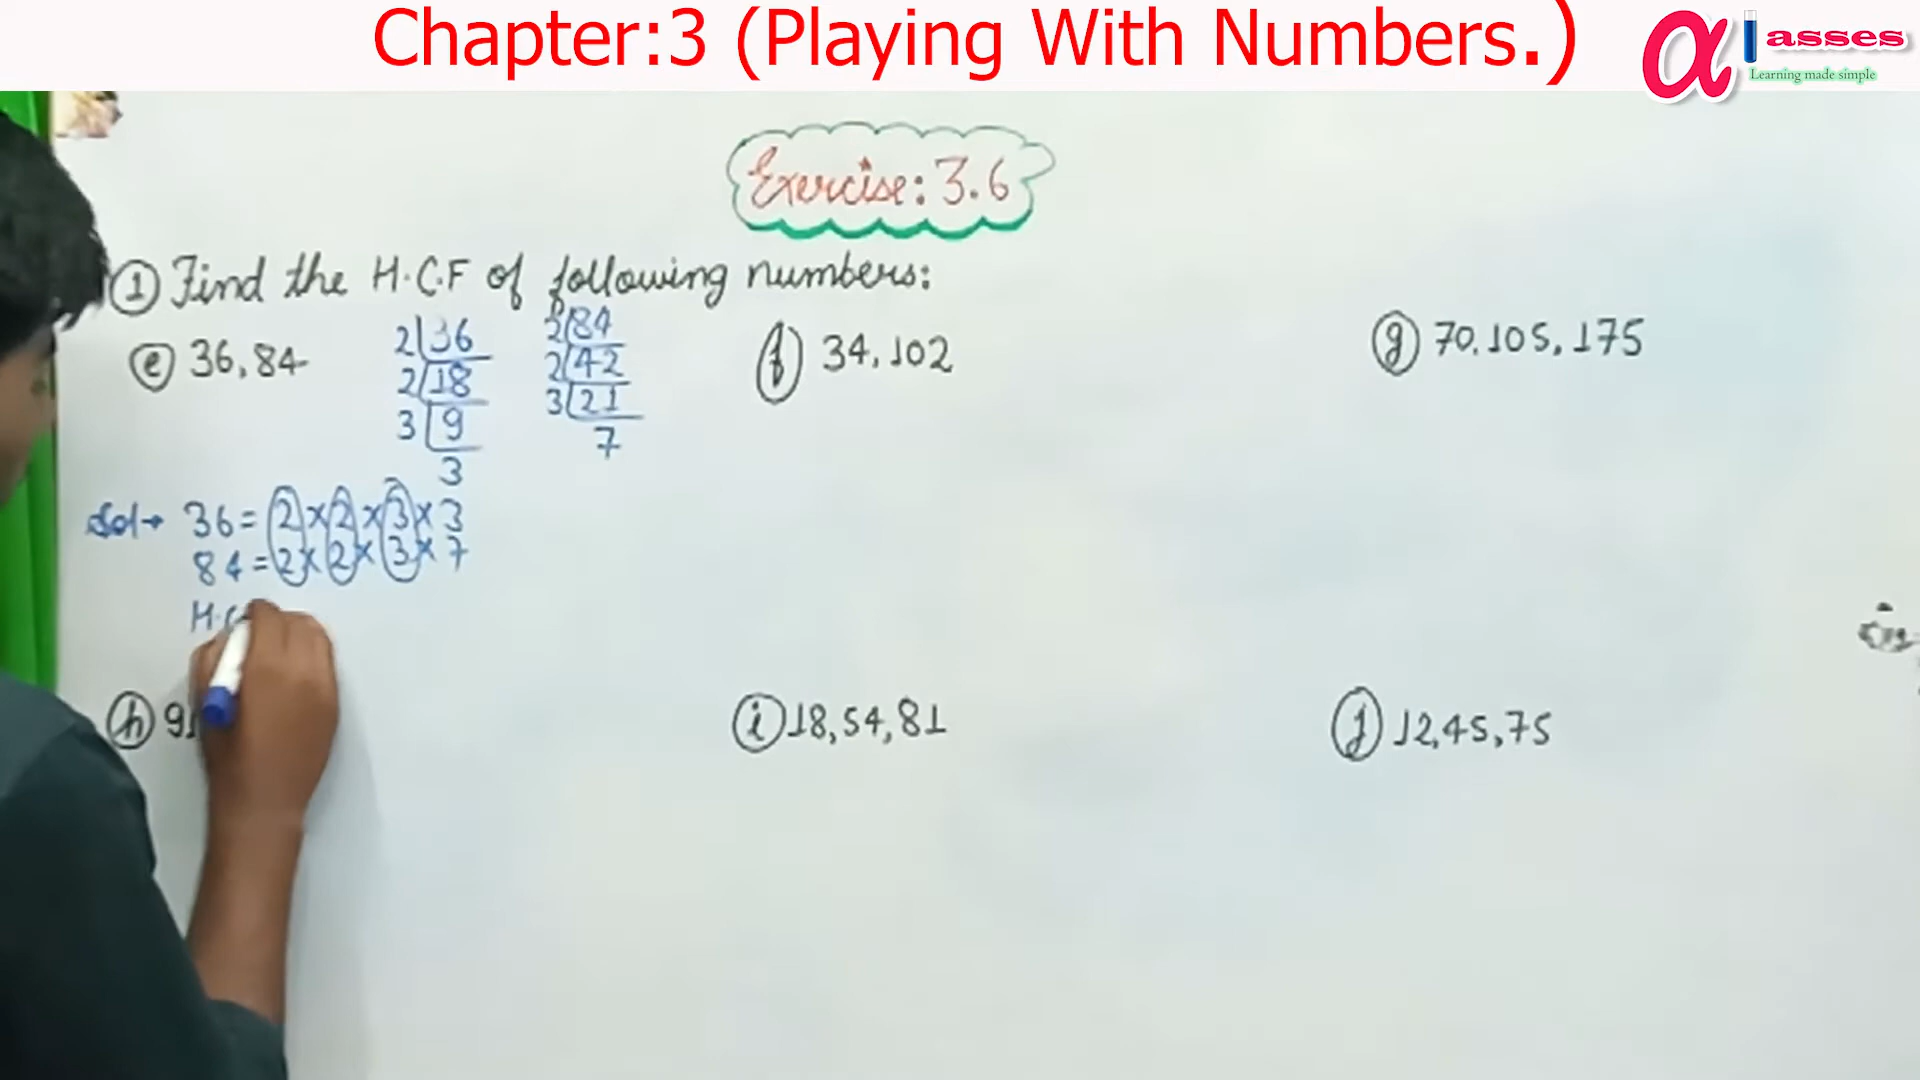 Chapter:3 (Playing With Numbers.)
α lasses
Learning made simple
Exercise: 3.6
① Find the H.C.F of following numbers:
ⓔ 36, 84
2 36
2 18
3 9
3
2 84
2 42
3 21
7
ⓕ 34, 102
ⓖ 70, 105, 175
Sol→ 36 = 2 × 2 × 3 × 3
84 = 2 × 2 × 3 × 7
H.C
ⓗ 91
ⓘ 18, 54, 81
ⓙ 12, 45, 75